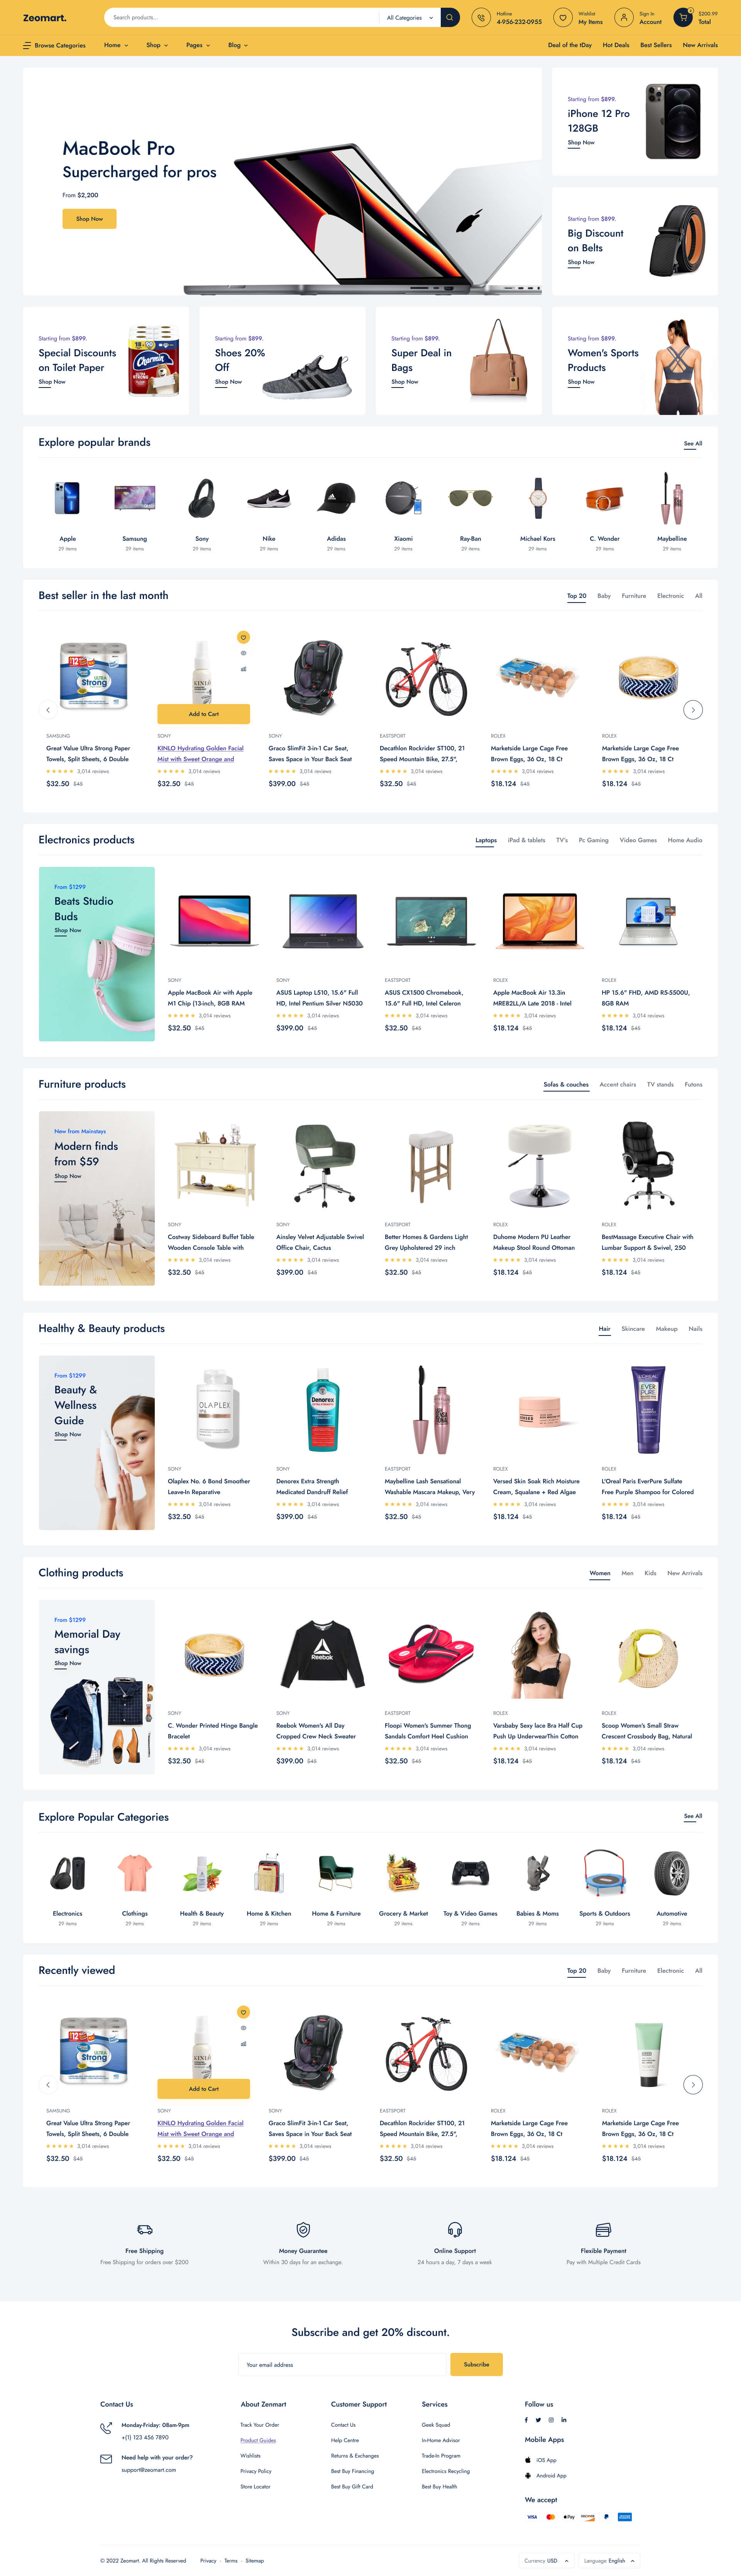 Zeomart.
Search products...
All Categories
Hotline
4-956-232-0955
Wishlist
My Items
Sign In
Account
$200.99
Total
Browse Categories
Home
Shop
Pages
Blog
Deal of the tDay
Hot Deals
Best Sellers
New Arrivals
MacBook Pro
Supercharged for pros
From $2,200
Shop Now
Starting from $899.
iPhone 12 Pro
128GB
Shop Now
Starting from $899.
Big Discount
on Belts
Shop Now
Starting from $899.
Special Discounts
on Toilet Paper
Shop Now
Charmin
Starting from $899.
Shoes 20%
Off
Shop Now
Starting from $899.
Super Deal in
Bags
Shop Now
Starting from $899.
Women's Sports
Products
Shop Now
Explore popular brands
See All
Apple
29 items
Samsung
29 items
Sony
29 items
Nike
29 items
Adidas
29 items
Xiaomi
29 items
Ray-Ban
29 items
Michael Kors
29 items
C. Wonder
29 items
Maybelline
29 items
Best seller in the last month
Top 20
Baby
Furniture
Electronic
All
Ultra
Strong
KINLÒ
Add to Cart
SAMSUNG
Great Value Ultra Strong Paper
Towels, Split Sheets, 6 Double
3,014 reviews
$32.50 $45
SONY
KINLO Hydrating Golden Facial
Mist with Sweet Orange and
3,014 reviews
$32.50 $45
SONY
Graco SlimFit 3-in-1 Car Seat,
Saves Space in Your Back Seat
3,014 reviews
$399.00 $45
EASTSPORT
Decathlon Rockrider ST100, 21
Speed Mountain Bike, 27.5",
3,014 reviews
$32.50 $45
ROLEX
Marketside Large Cage Free
Brown Eggs, 36 Oz, 18 Ct
3,014 reviews
$18.124 $45
ROLEX
Marketside Large Cage Free
Brown Eggs, 36 Oz, 18 Ct
3,014 reviews
$18.124 $45
Electronics products
Laptops
iPad & tablets
TV's
Pc Gaming
Video Games
Home Audio
From $1299
Beats Studio
Buds
Shop Now
SONY
Apple MacBook Air with Apple
M1 Chip (13-inch, 8GB RAM
3,014 reviews
$32.50 $45
SONY
ASUS Laptop L510, 15.6" Full
HD, Intel Pentium Silver N5030
3,014 reviews
$399.00 $45
EASTSPORT
ASUS CX1500 Chromebook,
15.6" Full HD, Intel Celeron
3,014 reviews
$32.50 $45
ROLEX
Apple MacBook Air 13.3in
MRE82LL/A Late 2018 - Intel
3,014 reviews
$18.124 $45
ROLEX
HP 15.6" FHD, AMD R5-5500U,
8GB RAM
3,014 reviews
$18.124 $45
Furniture products
Sofas & couches
Accent chairs
TV stands
Futons
New from Mainstays
Modern finds
from $59
Shop Now
SONY
Costway Sideboard Buffet Table
Wooden Console Table with
3,014 reviews
$32.50 $45
SONY
Ainsley Velvet Adjustable Swivel
Office Chair, Cactus
3,014 reviews
$399.00 $45
EASTSPORT
Better Homes & Gardens Light
Grey Upholstered 29 inch
3,014 reviews
$32.50 $45
ROLEX
Duhome Modern PU Leather
Makeup Stool Round Ottoman
3,014 reviews
$18.124 $45
ROLEX
BestMassage Executive Chair with
Lumbar Support & Swivel, 250
3,014 reviews
$18.124 $45
Healthy & Beauty products
Hair
Skincare
Makeup
Nails
From $1299
Beauty &
Wellness
Guide
Shop Now
OLAPLEX
Denorex
VERSED
L'ORÉAL
EVER
PURE
SONY
Olaplex No. 6 Bond Smoother
Leave-In Reparative
3,014 reviews
$32.50 $45
SONY
Denorex Extra Strength
Medicated Dandruff Relief
3,014 reviews
$399.00 $45
EASTSPORT
Maybelline Lash Sensational
Washable Mascara Makeup, Very
3,014 reviews
$32.50 $45
ROLEX
Versed Skin Soak Rich Moisture
Cream, Squalane + Red Algae
3,014 reviews
$18.124 $45
ROLEX
L'Oreal Paris EverPure Sulfate
Free Purple Shampoo for Colored
3,014 reviews
$18.124 $45
Clothing products
Women
Men
Kids
New Arrivals
From $1299
Memorial Day
savings
Shop Now
Reebok
SONY
C. Wonder Printed Hinge Bangle
Bracelet
3,014 reviews
$32.50 $45
SONY
Reebok Women's All Day
Cropped Crew Neck Sweater
3,014 reviews
$399.00 $45
EASTSPORT
Floopi Women's Summer Thong
Sandals Comfort Heel Cushion
3,014 reviews
$32.50 $45
ROLEX
Varsbaby Sexy lace Bra Half Cup
Push Up UnderwearThin Cotton
3,014 reviews
$18.124 $45
ROLEX
Scoop Women's Small Straw
Crescent Crossbody Bag, Natural
3,014 reviews
$18.124 $45
Explore Popular Categories
See All
Electronics
29 items
Clothings
29 items
Health & Beauty
29 items
Home & Kitchen
29 items
Home & Furniture
29 items
Grocery & Market
29 items
Toy & Video Games
29 items
Babies & Moms
29 items
Sports & Outdoors
29 items
Automotive
29 items
Recently viewed
Top 20
Baby
Furniture
Electronic
All
Ultra
Strong
KINLÒ
Add to Cart
SAMSUNG
Great Value Ultra Strong Paper
Towels, Split Sheets, 6 Double
3,014 reviews
$32.50 $45
SONY
KINLO Hydrating Golden Facial
Mist with Sweet Orange and
3,014 reviews
$32.50 $45
SONY
Graco SlimFit 3-in-1 Car Seat,
Saves Space in Your Back Seat
3,014 reviews
$399.00 $45
EASTSPORT
Decathlon Rockrider ST100, 21
Speed Mountain Bike, 27.5",
3,014 reviews
$32.50 $45
ROLEX
Marketside Large Cage Free
Brown Eggs, 36 Oz, 18 Ct
3,014 reviews
$18.124 $45
ROLEX
Marketside Large Cage Free
Brown Eggs, 36 Oz, 18 Ct
3,014 reviews
$18.124 $45
Free Shipping
Free Shipping for orders over $200
Money Guarantee
Within 30 days for an exchange.
Online Support
24 hours a day, 7 days a week
Flexible Payment
Pay with Multiple Credit Cards
Subscribe and get 20% discount.
Your email address
Subscribe
Contact Us
Monday-Friday: 08am-9pm
+(1) 123 456 7890
Need help with your order?
support@zeomart.com
About Zenmart
Track Your Order
Product Guides
Wishlists
Privacy Policy
Store Locator
Customer Support
Contact Us
Help Centre
Returns & Exchanges
Best Buy Financing
Best Buy Gift Card
Services
Geek Squad
In-Home Advisor
Trade-In Program
Electronics Recycling
Best Buy Health
Follow us
Mobile Apps
iOS App
Android App
We accept
VISA
Pay
DISCOVER
© 2022 Zeomart. All Rights Reserved
Privacy · Terms · Sitemap
Currency USD
Language English